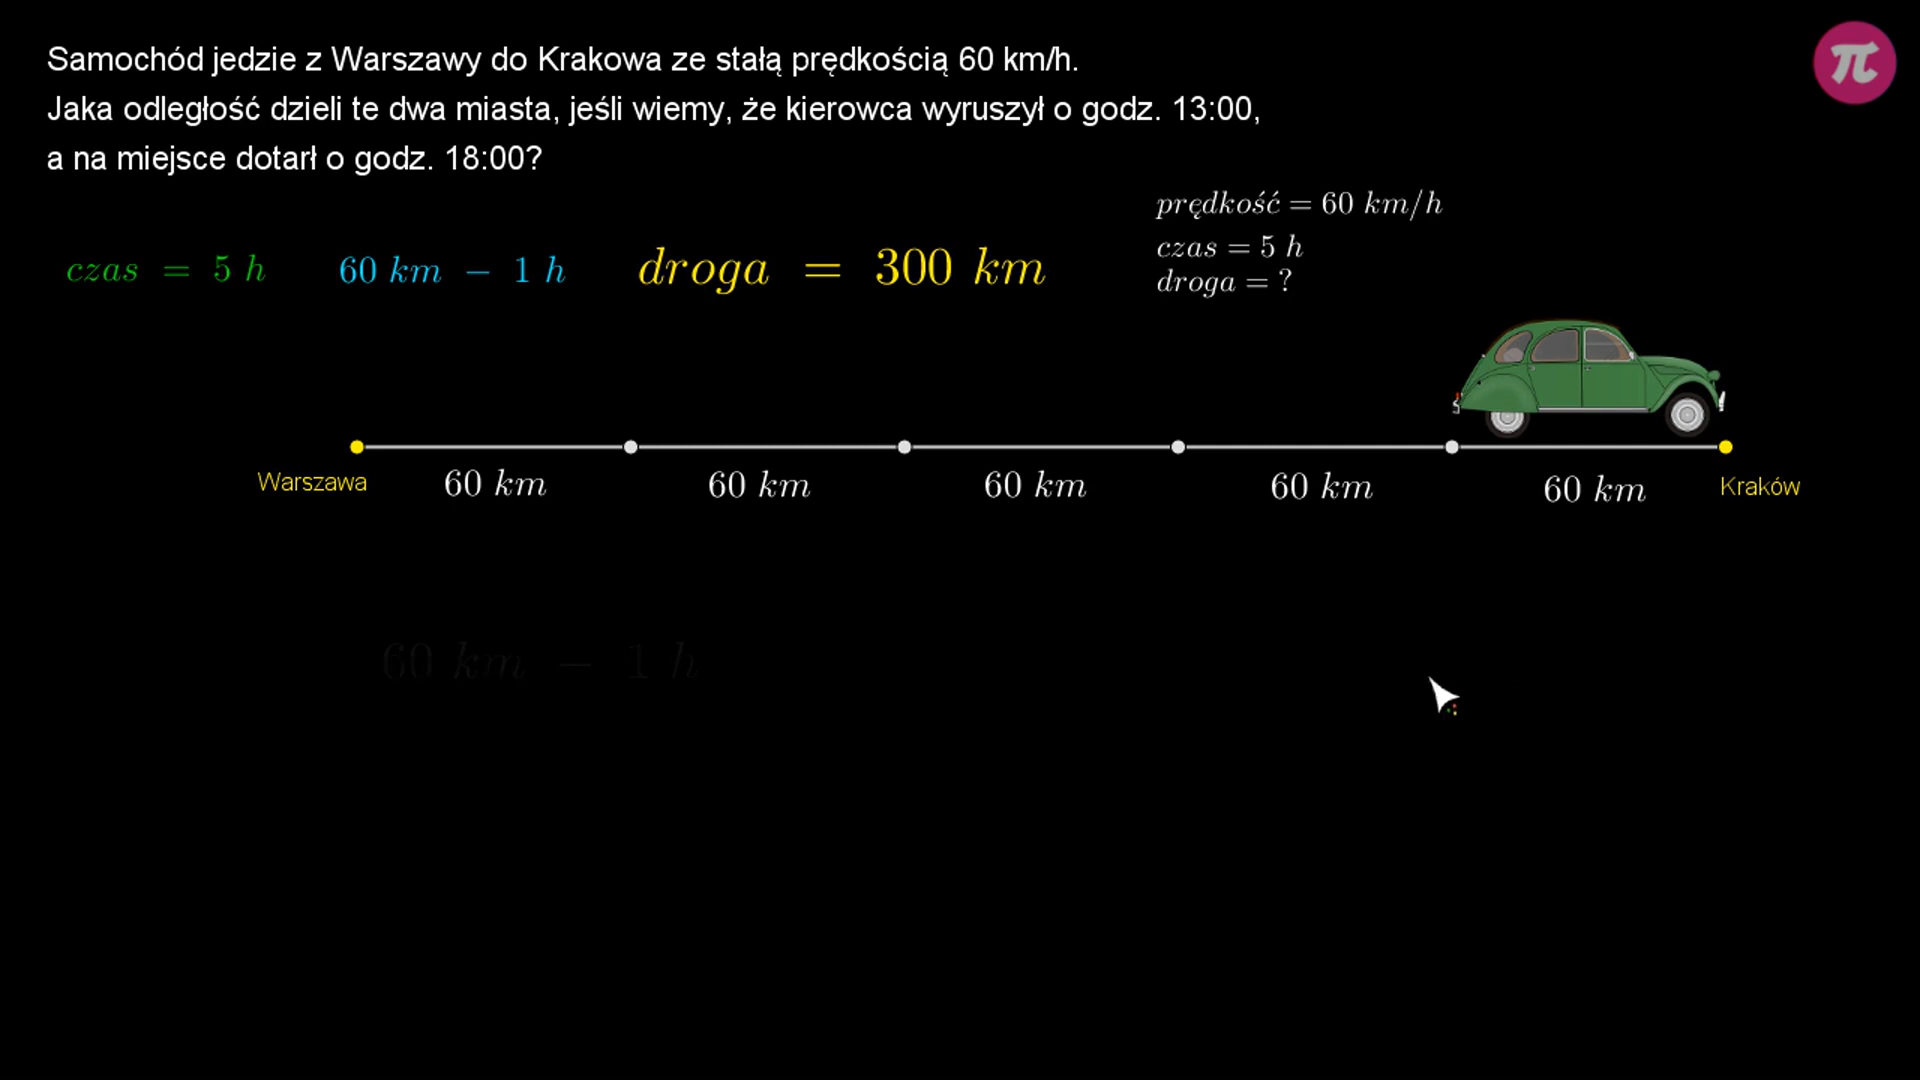 Samochód jedzie z Warszawy do Krakowa ze stałą prędkością 60 km/h.
Jaka odległość dzieli te dwa miasta, jeśli wiemy, że kierowca wyruszył o godz. 13:00,
a na miejsce dotarł o godz. 18:00?
prędkość = 60 km/h
czas = 5 h
droga = ?
czas = 5 h
60 km – 1 h
droga = 300 km
Warszawa
60 km
60 km
60 km
60 km
60 km
Kraków
60 km – 1 h
π